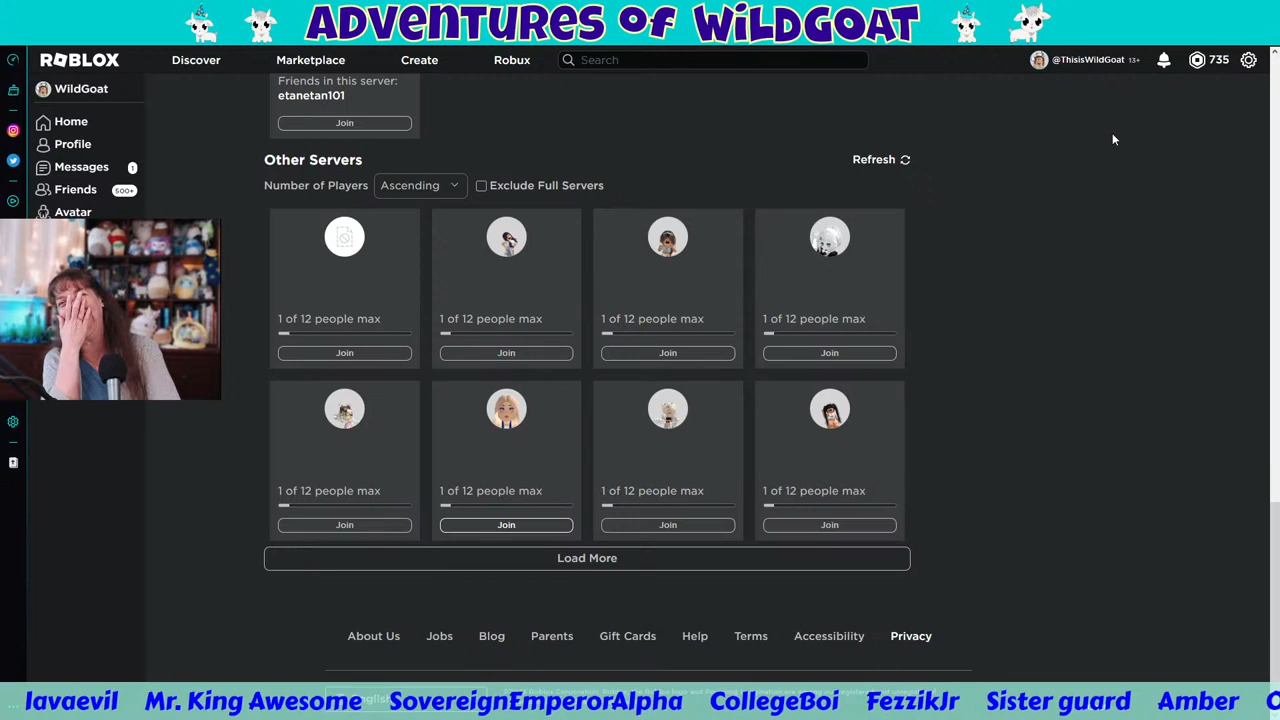 ADVENTURES OF WILDGOAT
ROBLOX Discover Marketplace Create Robux Search @ThisisWildGoat 13+ 735
WildGoat
Home
Profile
Messages 1
Friends 500+
Avatar
Friends in this server:
etanetan101
Join
Other Servers Refresh
Number of Players Ascending Exclude Full Servers
1 of 12 people max 1 of 12 people max 1 of 12 people max 1 of 12 people max
Join Join Join Join
1 of 12 people max 1 of 12 people max 1 of 12 people max 1 of 12 people max
Join Join Join Join
Load More
About Us Jobs Blog Parents Gift Cards Help Terms Accessibility Privacy
English
Javaevil Mr. King Awesome SovereignEmperorAlpha CollegeBoi FezzikJr Sister guard Amber